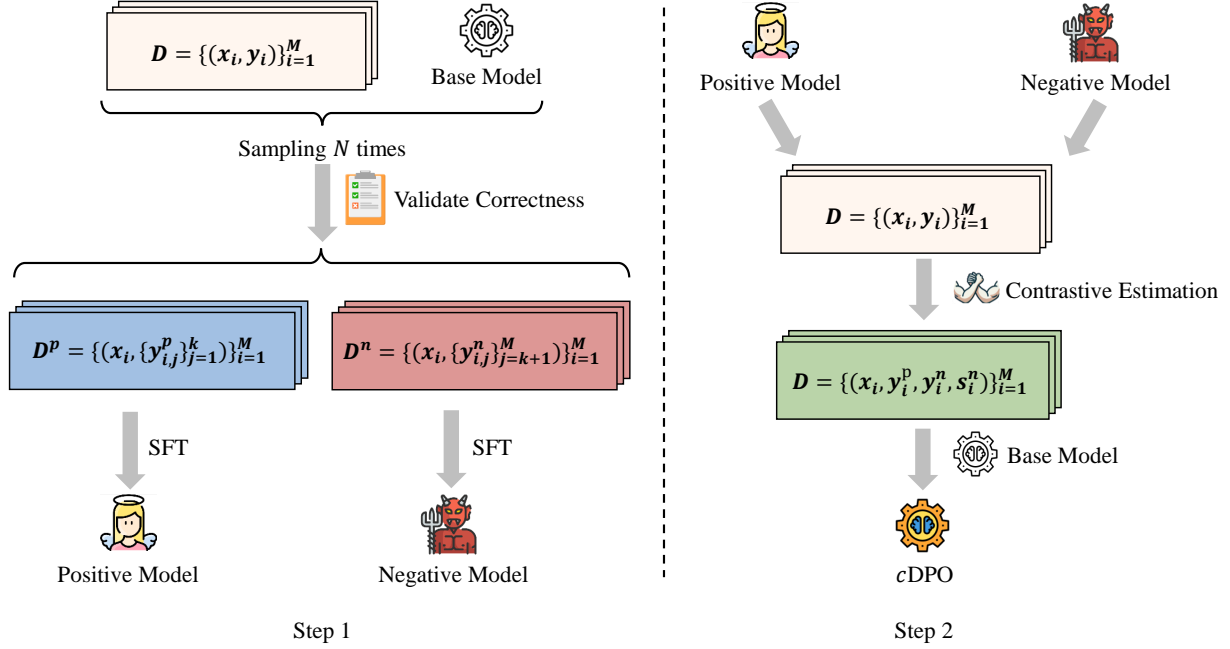 D = {(x_i, y_i)}_{i=1}^{M}
Base Model
Sampling N times
Validate Correctness
D^p = {(x_i, {y_{i,j}^p}_{j=1}^k)}_{i=1}^M
D^n = {(x_i, {y_{i,j}^n}_{j=k+1}^M)}_{i=1}^M
SFT
SFT
Positive Model
Negative Model
Step 1
Positive Model
Negative Model
D = {(x_i, y_i)}_{i=1}^{M}
Contrastive Estimation
D = {(x_i, y_i^p, y_i^n, s_i^n)}_{i=1}^M
Base Model
cDPO
Step 2